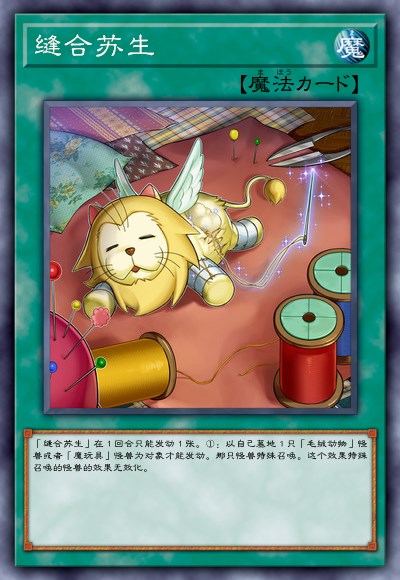 缝合苏生
魔
【魔法カード】
まほう
「缝合苏生」在1回合只能发动1张。①：以自己墓地1只「毛绒动物」怪
兽或者「魔玩具」怪兽为对象才能发动。那只怪兽特殊召唤。这个效果特殊
召唤的怪兽的效果无效化。